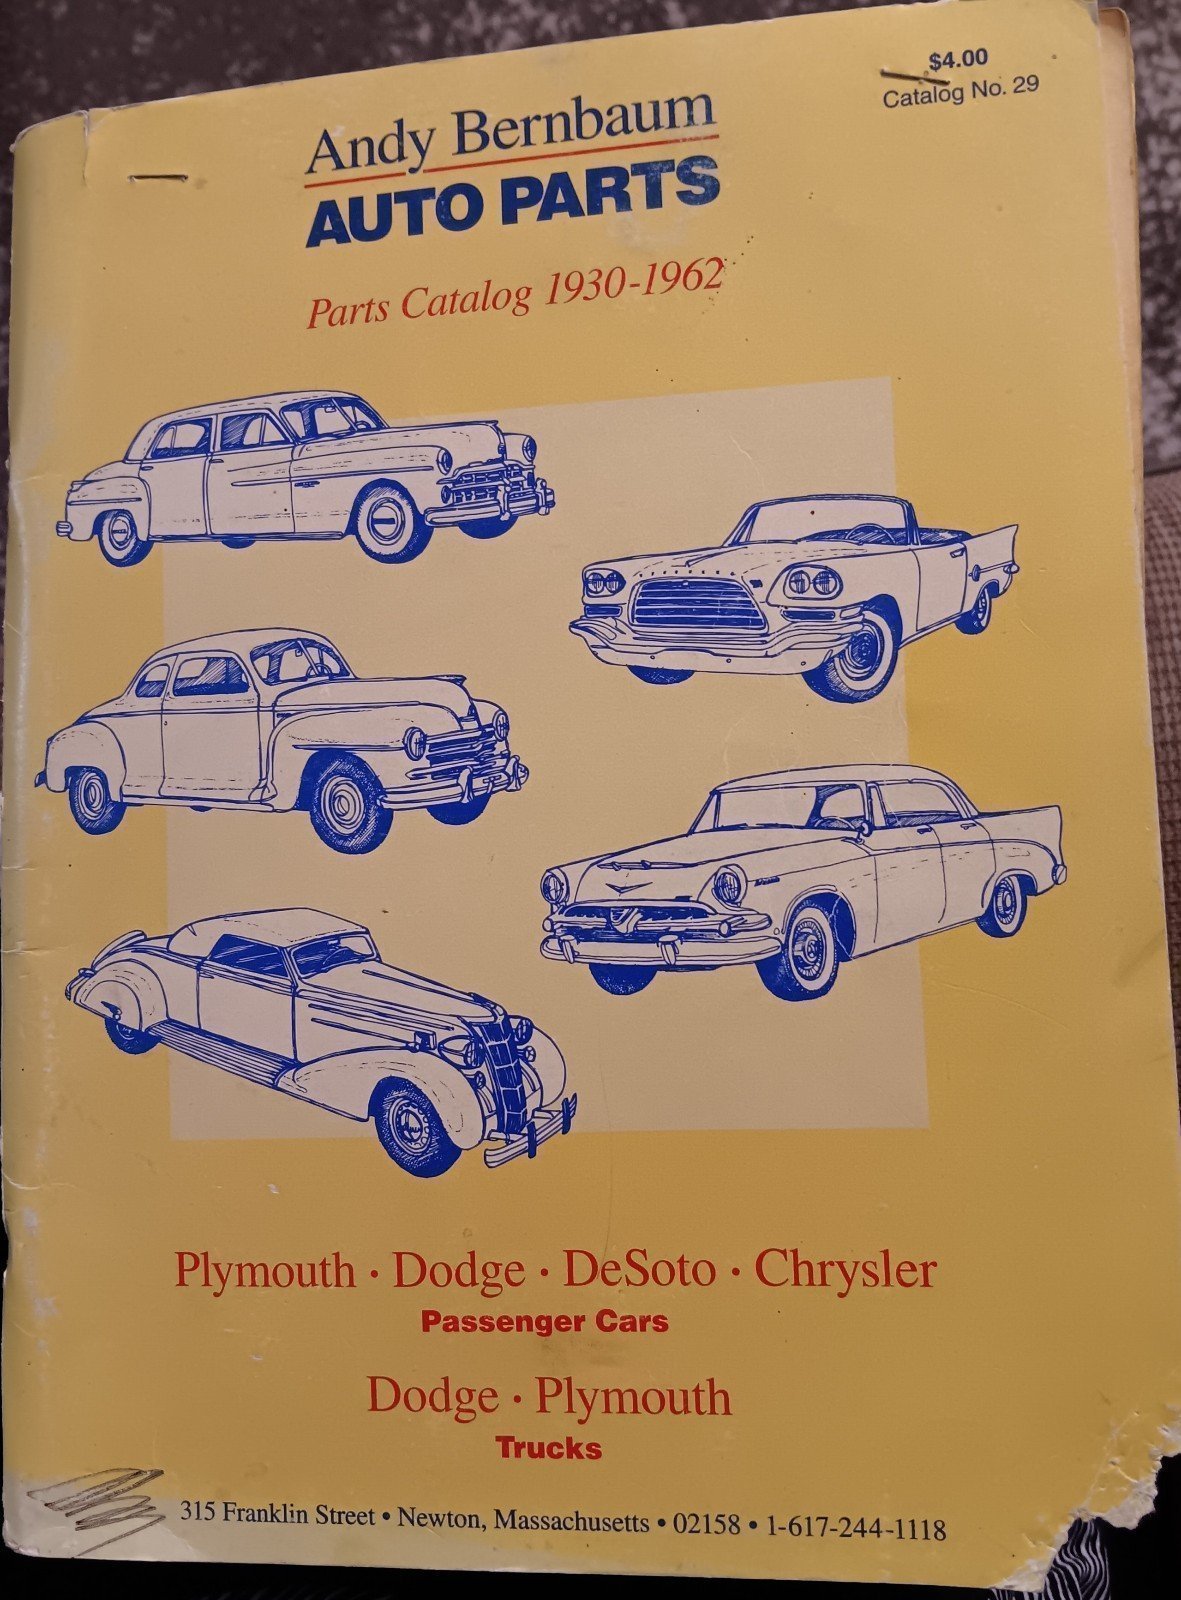 $4.00
Catalog No. 29
Andy Bernbaum
AUTO PARTS
Parts Catalog 1930-1962
Plymouth · Dodge · DeSoto · Chrysler
Passenger Cars
Dodge · Plymouth
Trucks
315 Franklin Street • Newton, Massachusetts • 02158 • 1-617-244-1118